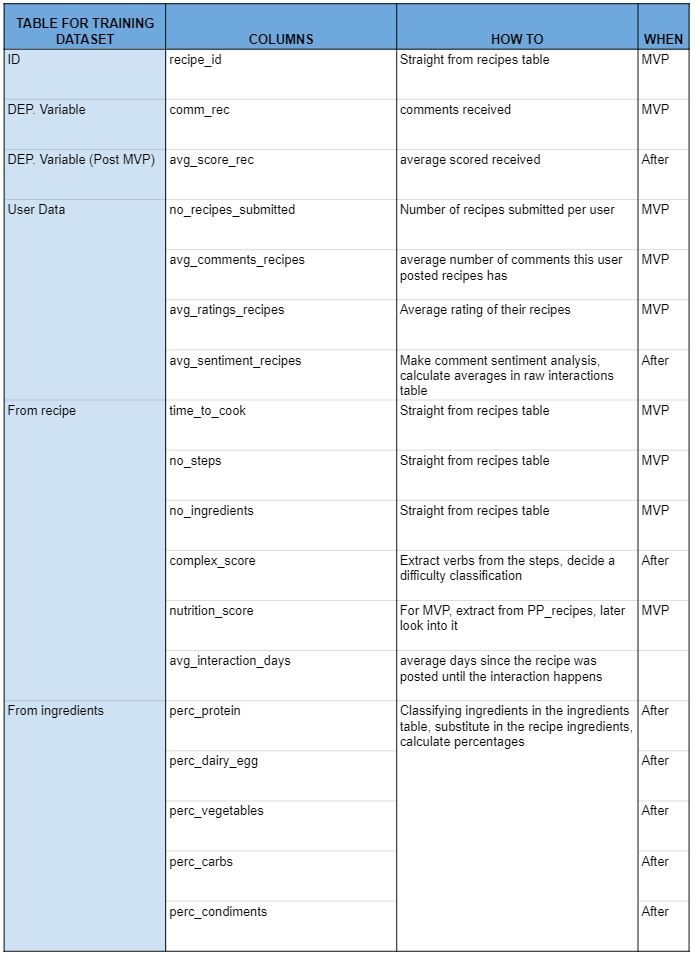 TABLE FOR TRAINING DATASET COLUMNS HOW TO WHEN
ID recipe_id Straight from recipes table MVP
DEP. Variable comm_rec comments received MVP
DEP. Variable (Post MVP) avg_score_rec average scored received After
User Data no_recipes_submitted Number of recipes submitted per user MVP
avg_comments_recipes average number of comments this user posted recipes has MVP
avg_ratings_recipes Average rating of their recipes MVP
avg_sentiment_recipes Make comment sentiment analysis, calculate averages in raw interactions table After
From recipe time_to_cook Straight from recipes table MVP
no_steps Straight from recipes table MVP
no_ingredients Straight from recipes table MVP
complex_score Extract verbs from the steps, decide a difficulty classification After
nutrition_score For MVP, extract from PP_recipes, later look into it MVP
avg_interaction_days average days since the recipe was posted until the interaction happens
From ingredients perc_protein Classifying ingredients in the ingredients table, substitute in the recipe ingredients, calculate percentages After
perc_dairy_egg After
perc_vegetables After
perc_carbs After
perc_condiments After